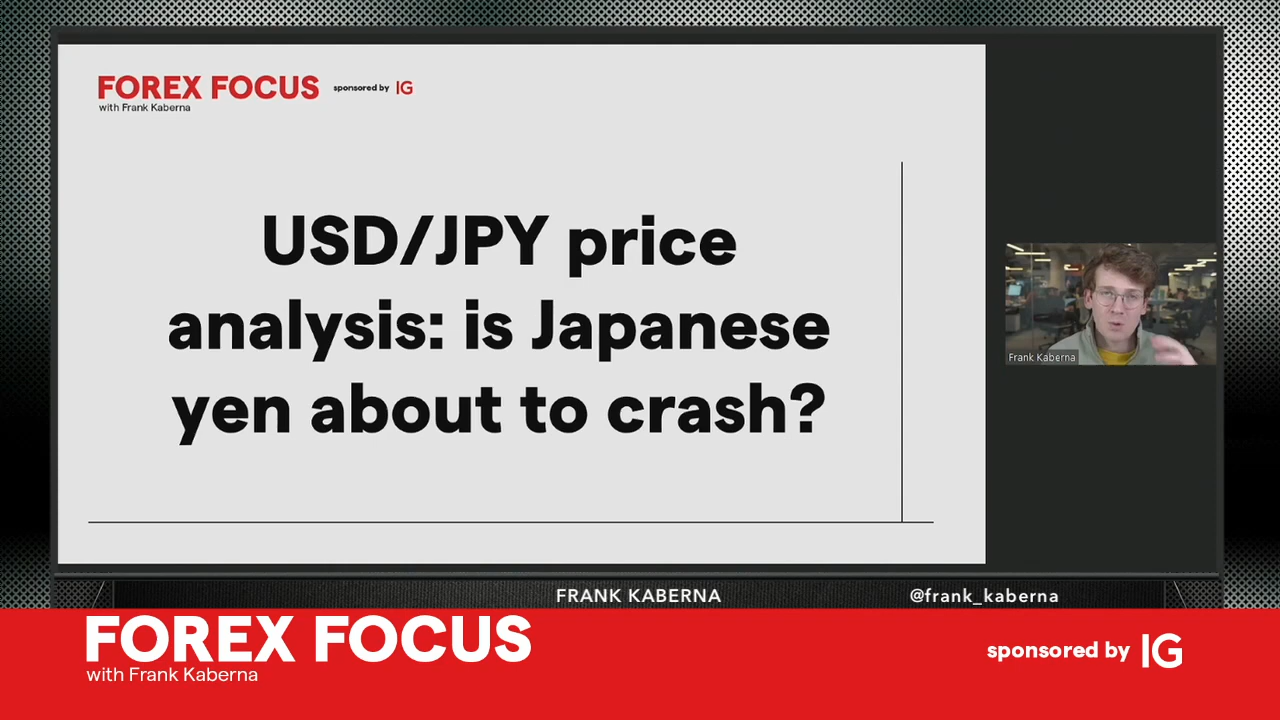 FOREX FOCUS sponsored by IG
with Frank Kaberna
USD/JPY price
analysis: is Japanese
yen about to crash?
Frank Kaberna
FRANK KABERNA @frank_kaberna
FOREX FOCUS
with Frank Kaberna
sponsored by IG